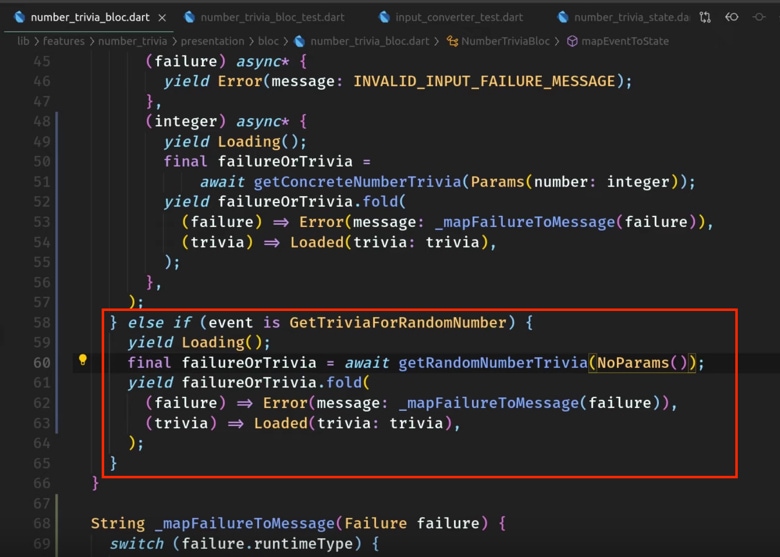 number_trivia_bloc.dart × number_trivia_bloc_test.dart input_converter_test.dart number_trivia_state.da
lib > features > number_trivia > presentation > bloc > number_trivia_bloc.dart > NumberTriviaBloc > mapEventToState
45 (failure) async* {
46 yield Error(message: INVALID_INPUT_FAILURE_MESSAGE);
47 },
48 (integer) async* {
49 yield Loading();
50 final failureOrTrivia =
51 await getConcreteNumberTrivia(Params(number: integer));
52 yield failureOrTrivia.fold(
53 (failure) => Error(message: _mapFailureToMessage(failure)),
54 (trivia) => Loaded(trivia: trivia),
55 );
56 },
57 );
58 } else if (event is GetTriviaForRandomNumber) {
59 yield Loading();
60 final failureOrTrivia = await getRandomNumberTrivia(NoParams());
61 yield failureOrTrivia.fold(
62 (failure) => Error(message: _mapFailureToMessage(failure)),
63 (trivia) => Loaded(trivia: trivia),
64 );
65 }
66 }
67
68 String _mapFailureToMessage(Failure failure) {
69 switch (failure.runtimeType) {